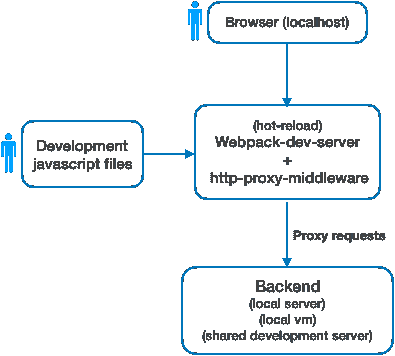 Browser (localhost)
(hot-reload)
Webpack-dev-server
+
http-proxy-middleware
Development
javascript files
Proxy requests
Backend
(local server)
(local vm)
(shared development server)